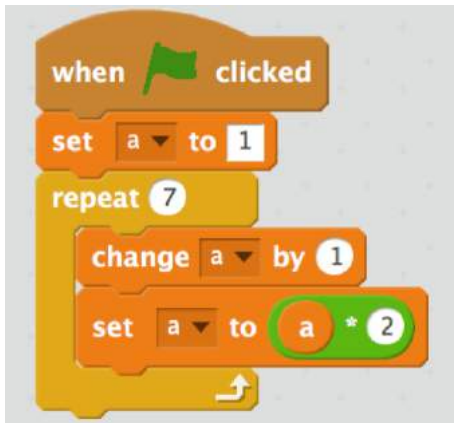 when clicked
set a to 1
repeat 7
change a by 1
set a to a * 2